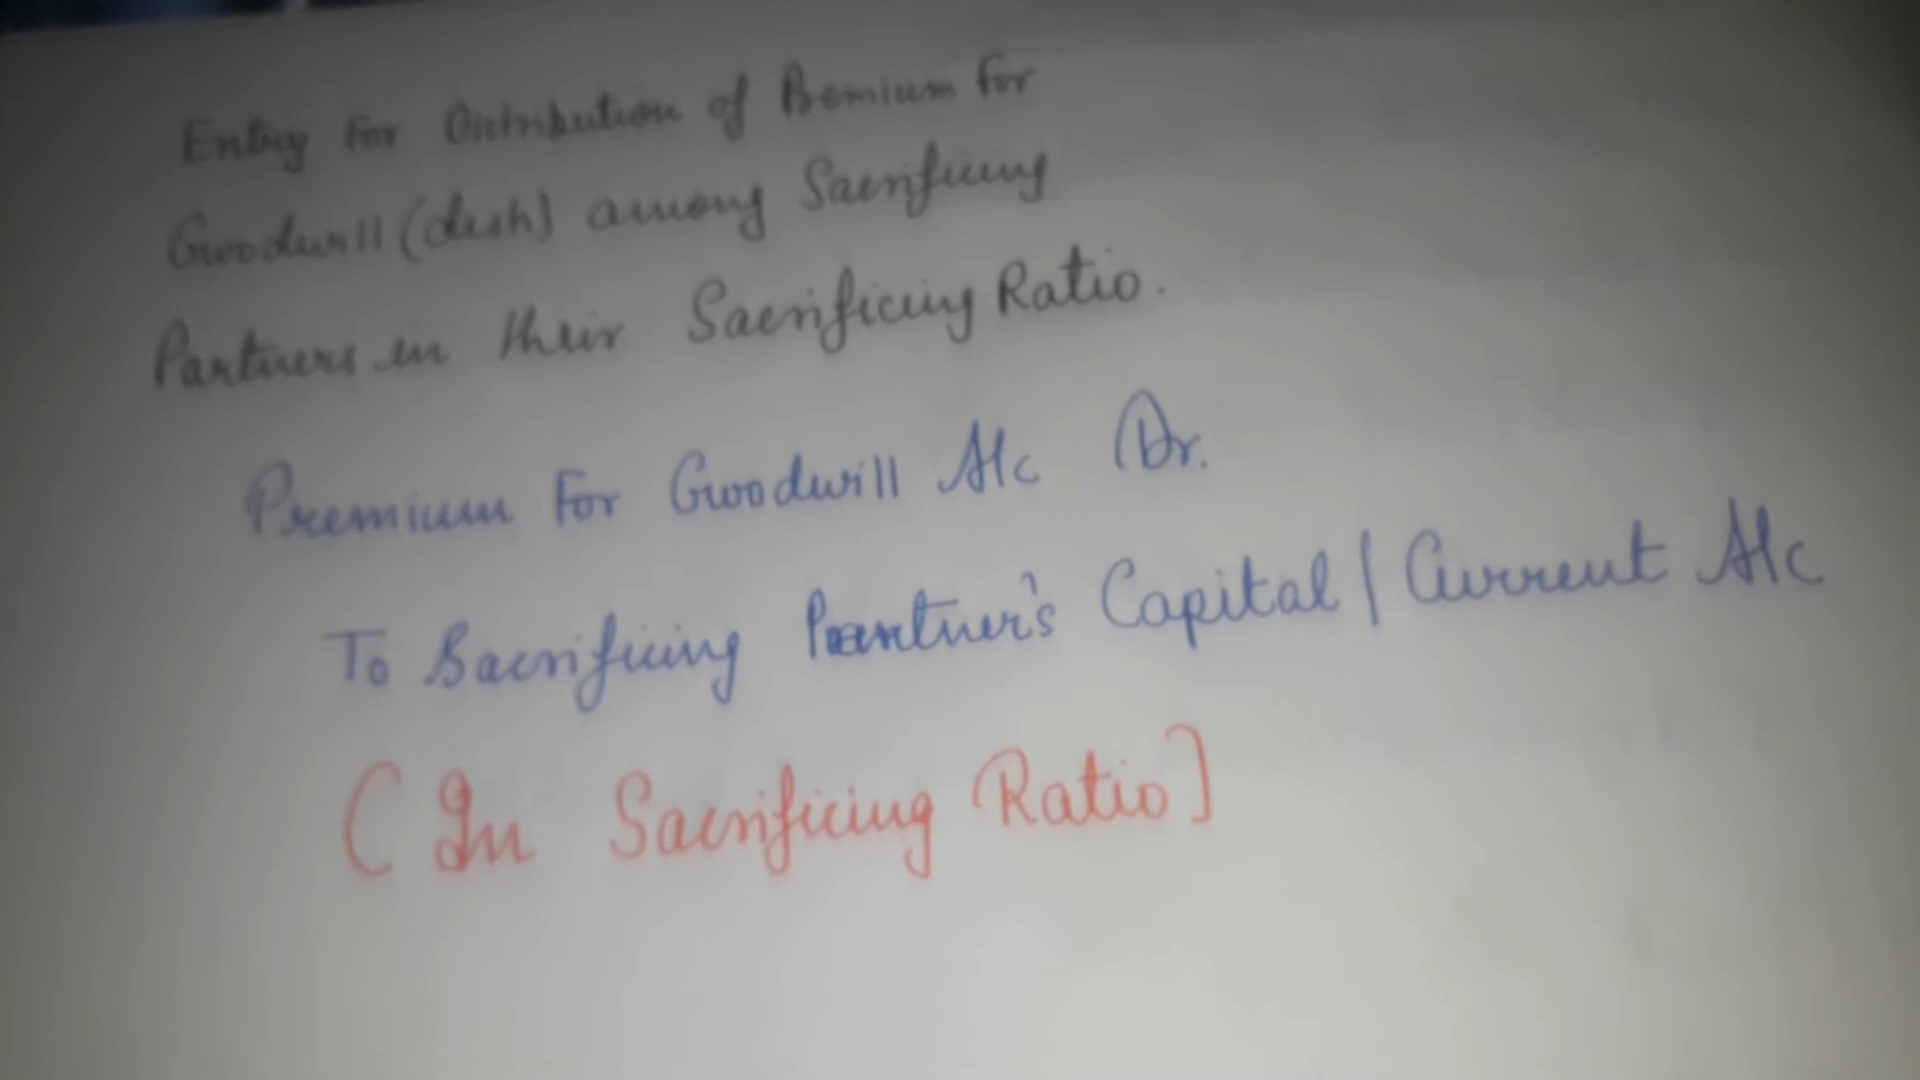 Entry For Distribution of Premium For
Goodwill (Cash) among Sacrificing
Partners in their Sacrificing Ratio.
Premium For Goodwill A/c Dr.
To Sacrificing Partner's Capital / Current A/c
( In Sacrificing Ratio ]